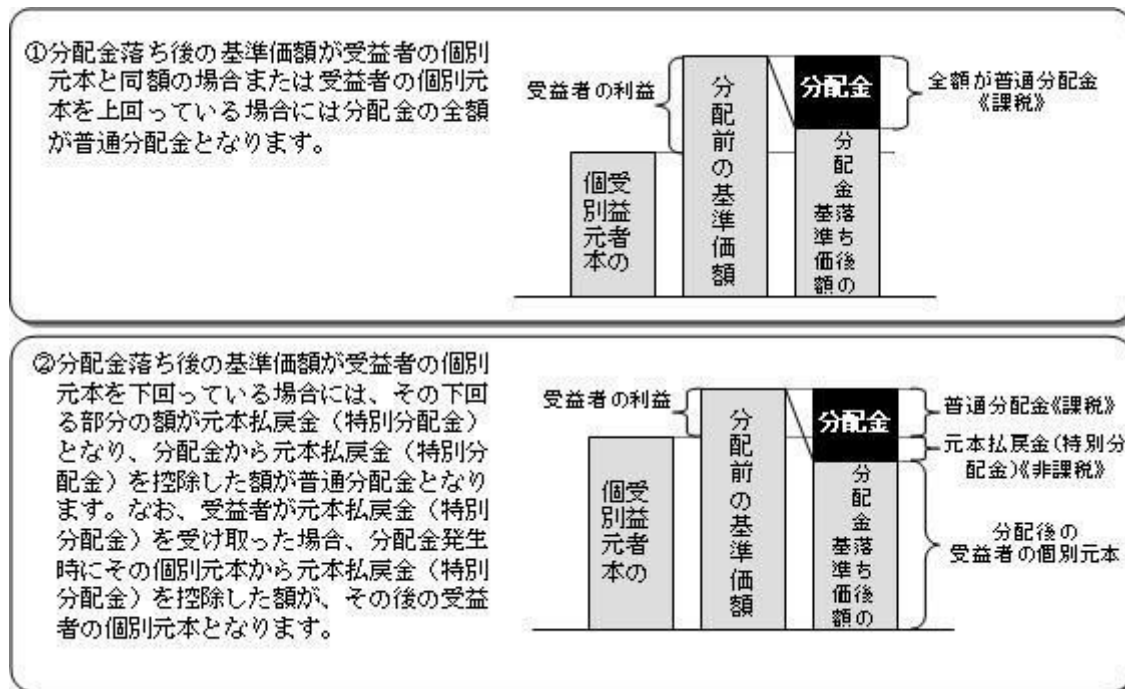 ①分配金落ち後の基準価額が受益者の個別
元本と同額の場合または受益者の個別元
本を上回っている場合には分配金の全額
が普通分配金となります。
受益者の利益
受益者の
個別元本
分配前の基準価額
分配金
分配金落ち後の
基準価額
全額が普通分配金
《課税》
②分配金落ち後の基準価額が受益者の個別
元本を下回っている場合には、その下回
る部分の額が元本払戻金（特別分配金）
となり、分配金から元本払戻金（特別分
配金）を控除した額が普通分配金となり
ます。なお、受益者が元本払戻金（特別
分配金）を受け取った場合、分配金発生
時にその個別元本から元本払戻金（特別
分配金）を控除した額が、その後の受益
者の個別元本となります。
受益者の利益
受益者の
個別元本
分配前の基準価額
分配金
分配金落ち後の
基準価額
普通分配金《課税》
元本払戻金(特別分
配金)《非課税》
分配後の
受益者の個別元本